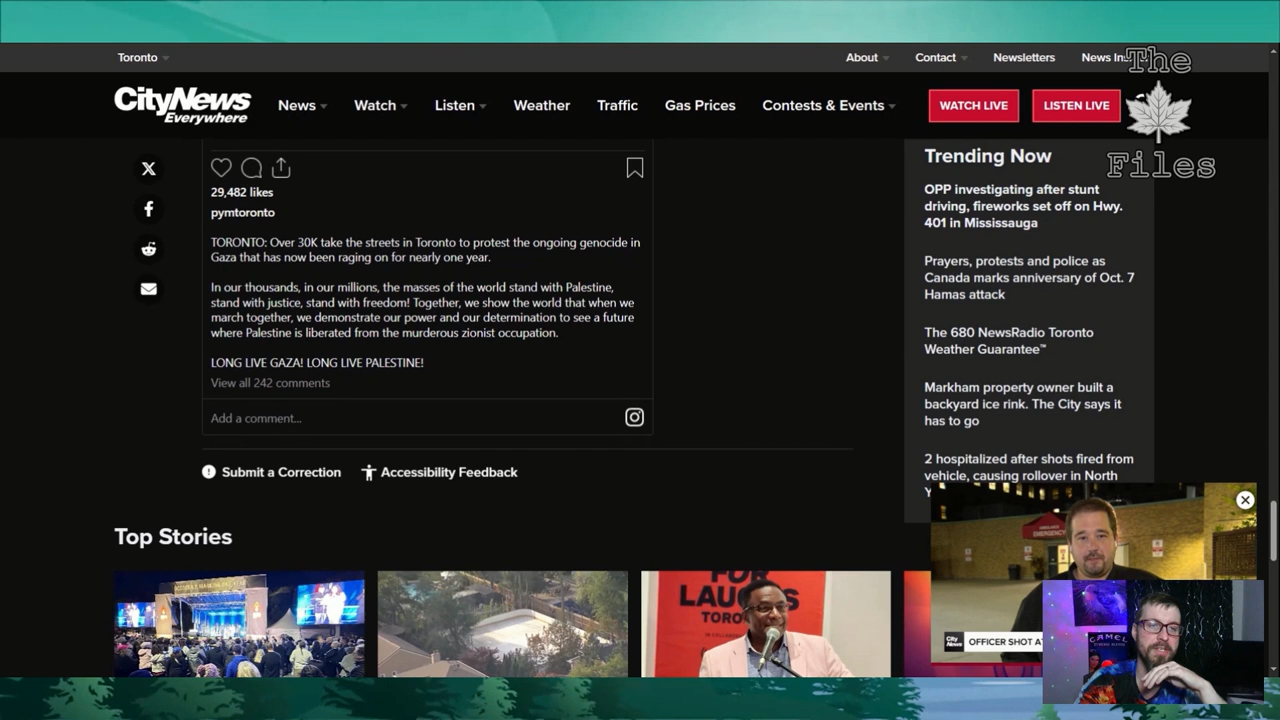 Toronto
About
Contact
Newsletters
News In
The
Files
CityNews
Everywhere
News
Watch
Listen
Weather
Traffic
Gas Prices
Contests & Events
WATCH LIVE
LISTEN LIVE
29,482 likes
pymtoronto
TORONTO: Over 30K take the streets in Toronto to protest the ongoing genocide in
Gaza that has now been raging on for nearly one year.
In our thousands, in our millions, the masses of the world stand with Palestine,
stand with justice, stand with freedom! Together, we show the world that when we
march together, we demonstrate our power and our determination to see a future
where Palestine is liberated from the murderous zionist occupation.
LONG LIVE GAZA! LONG LIVE PALESTINE!
View all 242 comments
Add a comment...
Submit a Correction
Accessibility Feedback
Trending Now
OPP investigating after stunt
driving, fireworks set off on Hwy.
401 in Mississauga
Prayers, protests and police as
Canada marks anniversary of Oct. 7
Hamas attack
The 680 NewsRadio Toronto
Weather Guarantee™
Markham property owner built a
backyard ice rink. The City says it
has to go
2 hospitalized after shots fired from
vehicle, causing rollover in North
Y
Top Stories
FOR
LAUGHS
TORO
EMERGENCY
City News
OFFICER SHOT AT
CAMEL